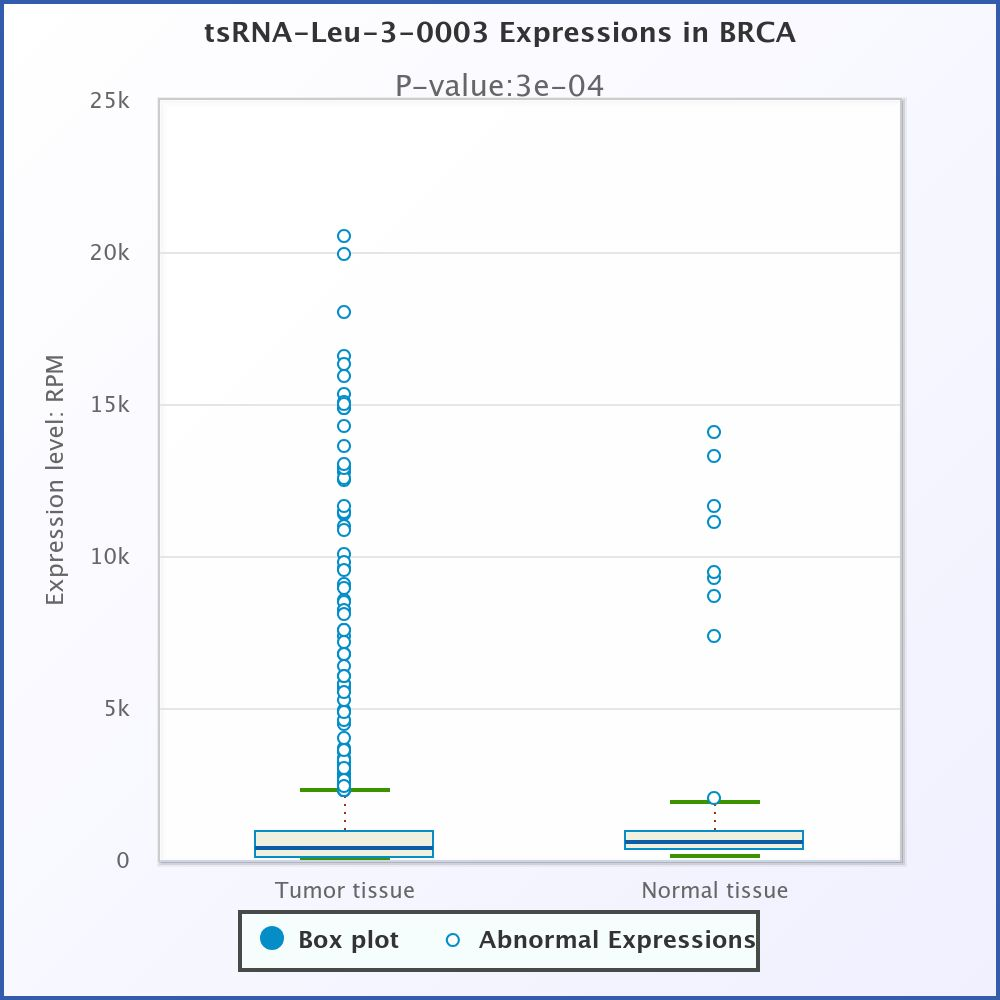 tsRNA-Leu-3-0003 Expressions in BRCA
P-value:3e-04
25k
20k
15k
10k
5k
0
Expression level: RPM
Tumor tissue
Normal tissue
Box plot
Abnormal Expressions